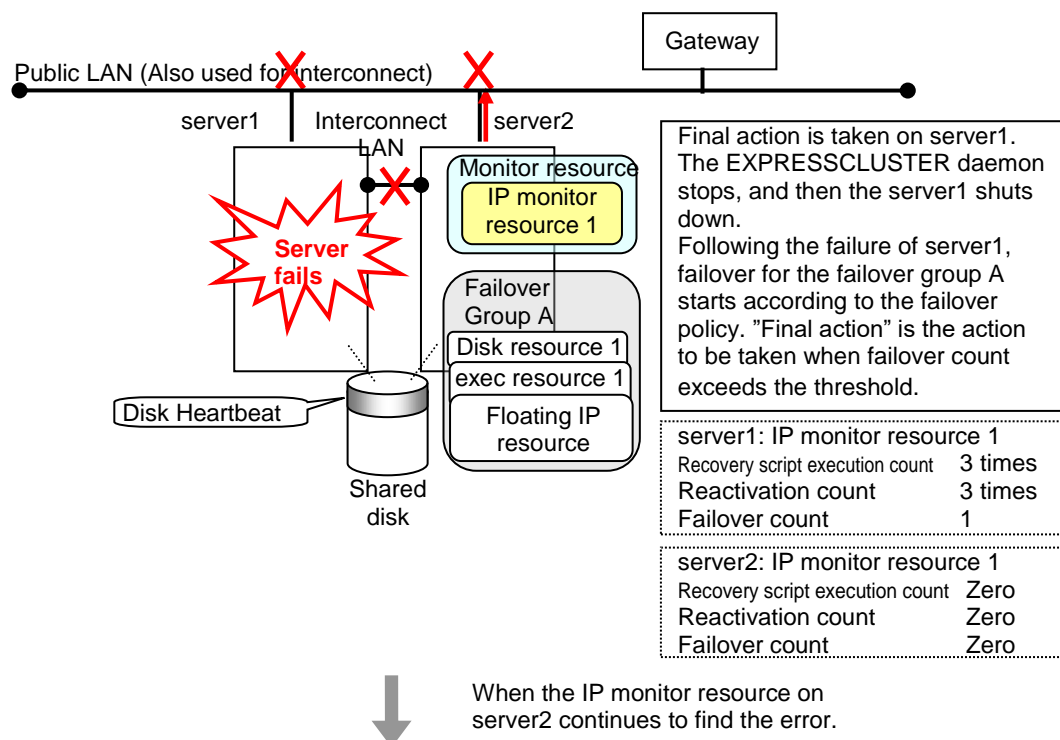 Gateway
Public LAN (Also used for interconnect)
server1
Interconnect
LAN
server2
Monitor resource
IP monitor
resource 1
Server
fails
Failover
Group A
Disk resource 1
exec resource 1
Floating IP
resource
Disk Heartbeat
Shared
disk
Final action is taken on server1.
The EXPRESSCLUSTER daemon
stops, and then the server1 shuts
down.
Following the failure of server1,
failover for the failover group A
starts according to the failover
policy. ”Final action” is the action
to be taken when failover count
exceeds the threshold.
server1: IP monitor resource 1
Recovery script execution count 3 times
Reactivation count 3 times
Failover count 1
server2: IP monitor resource 1
Recovery script execution count Zero
Reactivation count Zero
Failover count Zero
When the IP monitor resource on
server2 continues to find the error.